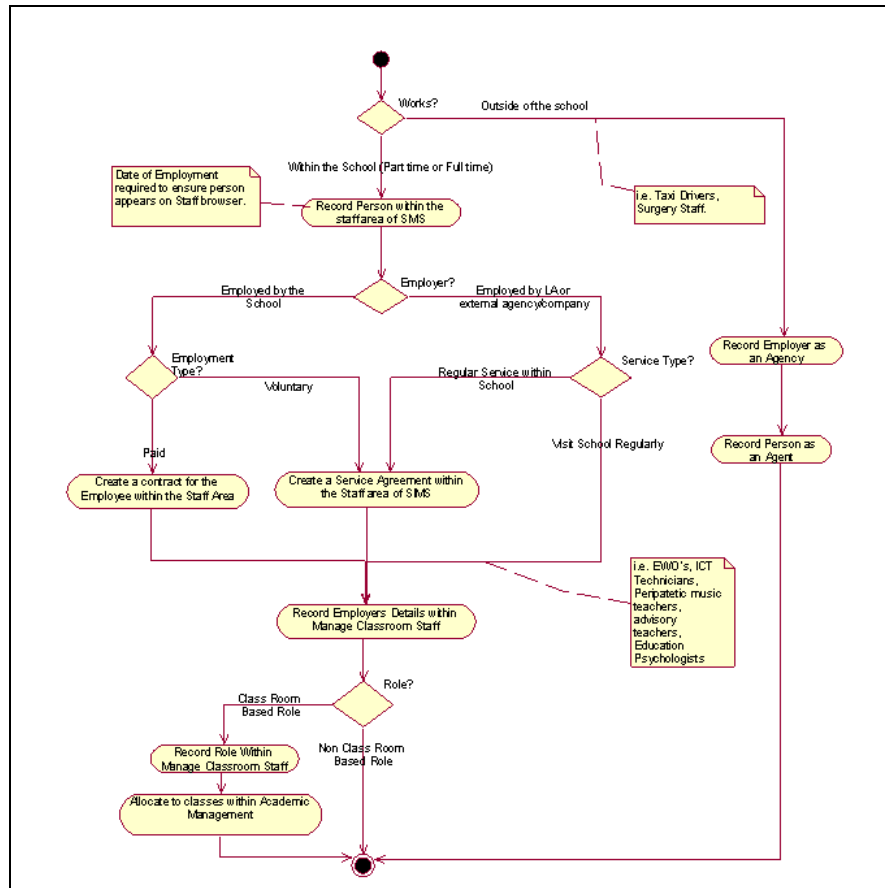 Works?
Outside of the school
Within the School (Part time or Full time)
Date of Employment
required to ensure person
appears on Staff browser.
i.e. Taxi Drivers,
Surgery Staff.
Record Person within the
staff area of SMS
Employer?
Employed by the
School
Employed by LA or
external agency/company
Employment
Type?
Voluntary
Regular Service within
School
Service Type?
Record Employer as
an Agency
Visit School Regularly
Record Person as
an Agent
Paid
Create a contract for the
Employee within the Staff Area
Create a Service Agreement within
the Staff area of SIMS
i.e. EWO's, ICT
Technicians,
Peripatetic music
teachers,
advisory
teachers,
Education
Psychologists
Record Employers Details within
Manage Classroom Staff
Role?
Class Room
Based Role
Non Class Room
Based Role
Record Role Within
Manage Classroom Staff
Allocate to classes within Academic
Management